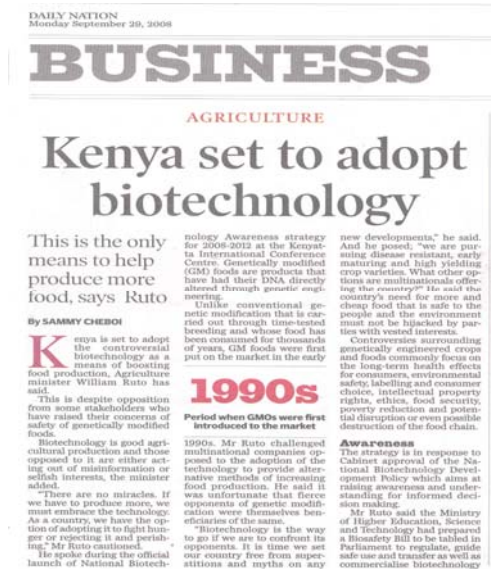 DAILY NATION
Monday September 29, 2008
BUSINESS
AGRICULTURE
Kenya set to adopt
biotechnology
This is the only
means to help
produce more
food, says Ruto
By SAMMY CHEBOI
Kenya is set to adopt
the controversial
biotechnology as a
means of boosting
food production, Agriculture
minister William Ruto has
said.
This is despite opposition
from some stakeholders who
have raised their concerns of
safety of genetically modified
foods.
Biotechnology is good agri-
cultural production and those
opposed to it are either act-
ing out of misinformation or
selfish interests, the minister
added.
"There are no miracles. If
we have to produce more, we
must embrace the technology.
As a country, we have the op-
tion of adopting it to fight hun-
ger or rejecting it and perish-
ing," Mr Ruto cautioned.
He spoke during the official
launch of National Biotech-
nology Awareness strategy
for 2008-2012 at the Kenyat-
ta International Conference
Centre. Genetically modified
(GM) foods are products that
have had their DNA directly
altered through genetic engi-
neering.
Unlike conventional ge-
netic modification that is car-
ried out through time-tested
breeding and whose food has
been consumed for thousands
of years, GM foods were first
put on the market in the early
1990s
Period when GMOs were first
introduced to the market
1990s. Mr Ruto challenged
multinational companies op-
posed to the adoption of the
technology to provide alter-
native methods of increasing
food production. He said it
was unfortunate that fierce
opponents of genetic modifi-
cation were themselves ben-
eficiaries of the same.
"Biotechnology is the way
to go if we are to confront its
opponents. It is time we set
our country free from super-
stitions and myths on any
new developments," he said.
And he posed, "we are pur-
suing disease resistant, early
maturing and high yielding
crop varieties. What other op-
tions are multinationals offer-
ing the country?" He said the
country's need for more and
cheap food that is safe to the
people and the environment
must not be hijacked by par-
ties with vested interests.
Controversies surrounding
genetically engineered crops
and foods commonly focus on
the long-term health effects
for consumers, environmental
safety, labelling and consumer
choice, intellectual property
rights, ethics, food security,
poverty reduction and poten-
tial disruption or even possible
destruction of the food chain.
Awareness
The strategy is in response to
Cabinet approval of the Na-
tional Biotechnology Devel-
opment Policy which aims at
raising awareness and under-
standing for informed deci-
sion making.
Mr Ruto said the Ministry
of Higher Education, Science
and Technology had prepared
a Biosafety Bill to be tabled in
Parliament to regulate, guide
safe use and transfer as well as
commercialise biotechnology